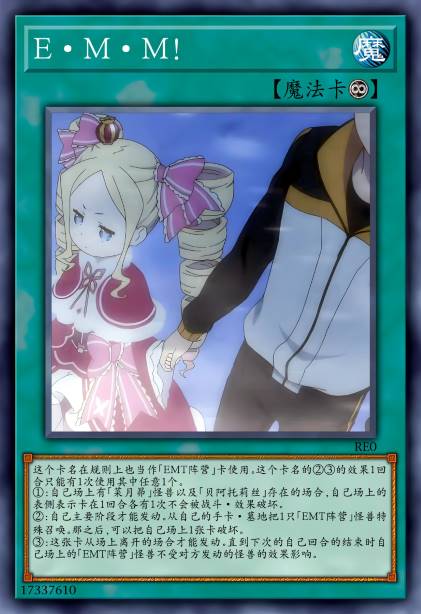 E・M・M!
魔
【魔法卡♾】
RE0
这个卡名在规则上也当作「EMT阵营」卡使用。这个卡名的②③的效果1回
合只能有1次使用其中任意1个。
①：自己场上有「菜月昴」怪兽以及「贝阿托莉丝」存在的场合，自己场上的
表侧表示卡在1回合各有1次不会被战斗・效果破坏。
②：自己主要阶段才能发动。从自己的手卡・墓地把1只「EMT阵营」怪兽特
殊召唤。那之后，可以把自己场上1张卡破坏。
③：这张卡从场上离开的场合才能发动。直到下次的自己回合的结束时自
己场上的「EMT阵营」怪兽不受对方发动的怪兽的效果影响。
17337610